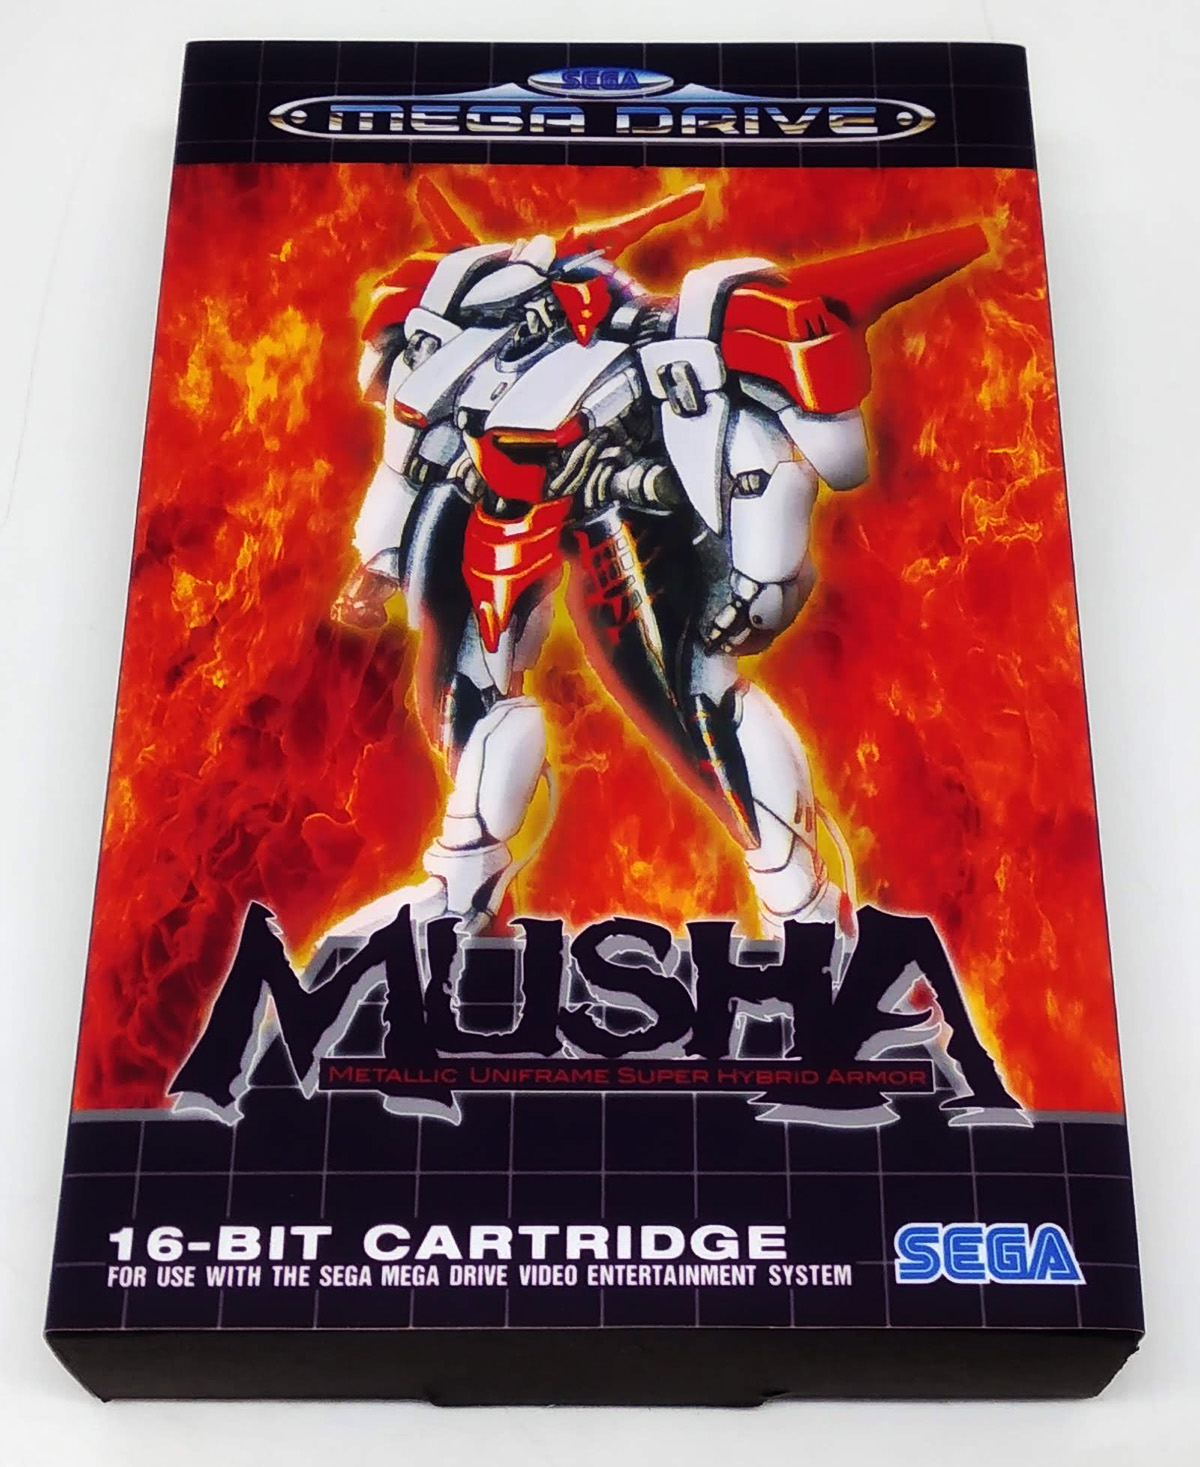 SEGA
MEGA DRIVE
MUSHA
METALLIC UNIFRAME SUPER HYBRID ARMOR
16-BIT CARTRIDGE
FOR USE WITH THE SEGA MEGA DRIVE VIDEO ENTERTAINMENT SYSTEM
SEGA